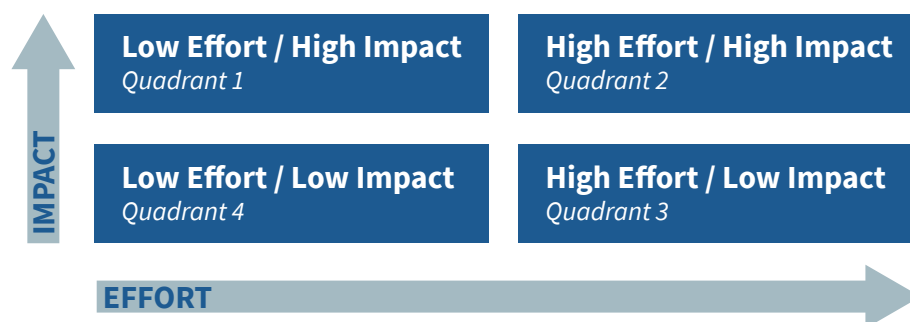 Low Effort / High Impact
Quadrant 1
High Effort / High Impact
Quadrant 2
IMPACT
Low Effort / Low Impact
Quadrant 4
High Effort / Low Impact
Quadrant 3
EFFORT